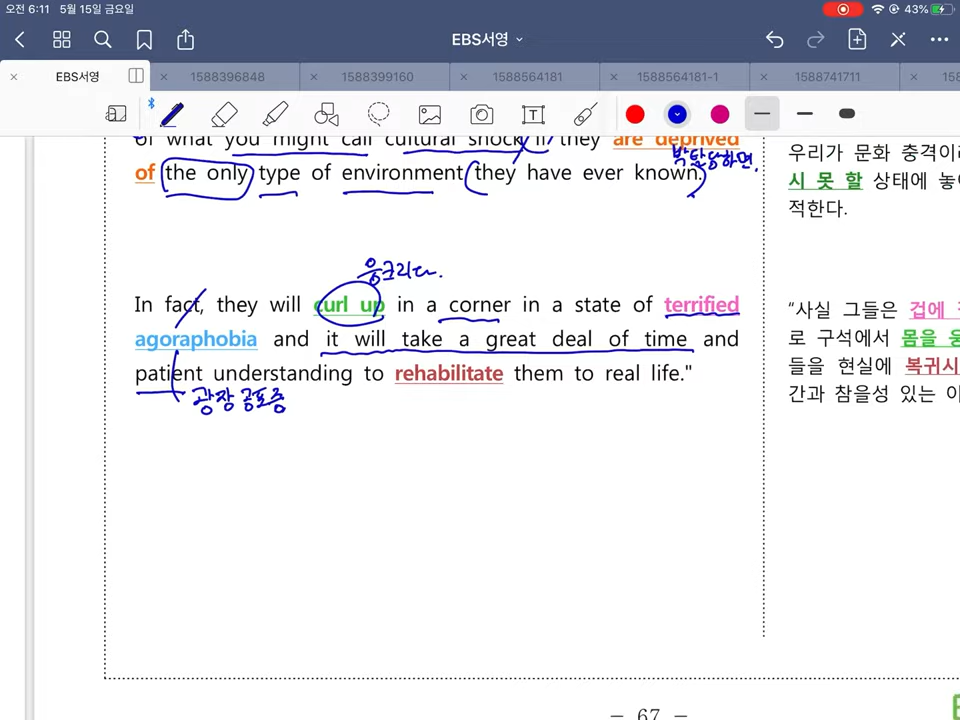 오전 6:11 5월 15일 금요일
43%
EBS서영
EBS서영
1588396848
1588399160
1588564181
1588564181-1
1588741711
of what you might call cultural shock if they are deprived
박탈당하면.
of the only type of environment they have ever known.
웅크리다.
In fact, they will curl up in a corner in a state of terrified
agoraphobia and it will take a great deal of time and
patient understanding to rehabilitate them to real life."
광장 공포증
우리가 문화 충격이
시 못 할 상태에 놓
적한다.
“사실 그들은 겁에
로 구석에서 몸을 웅
들을 현실에 복귀시
간과 참을성 있는 이
– 67 –